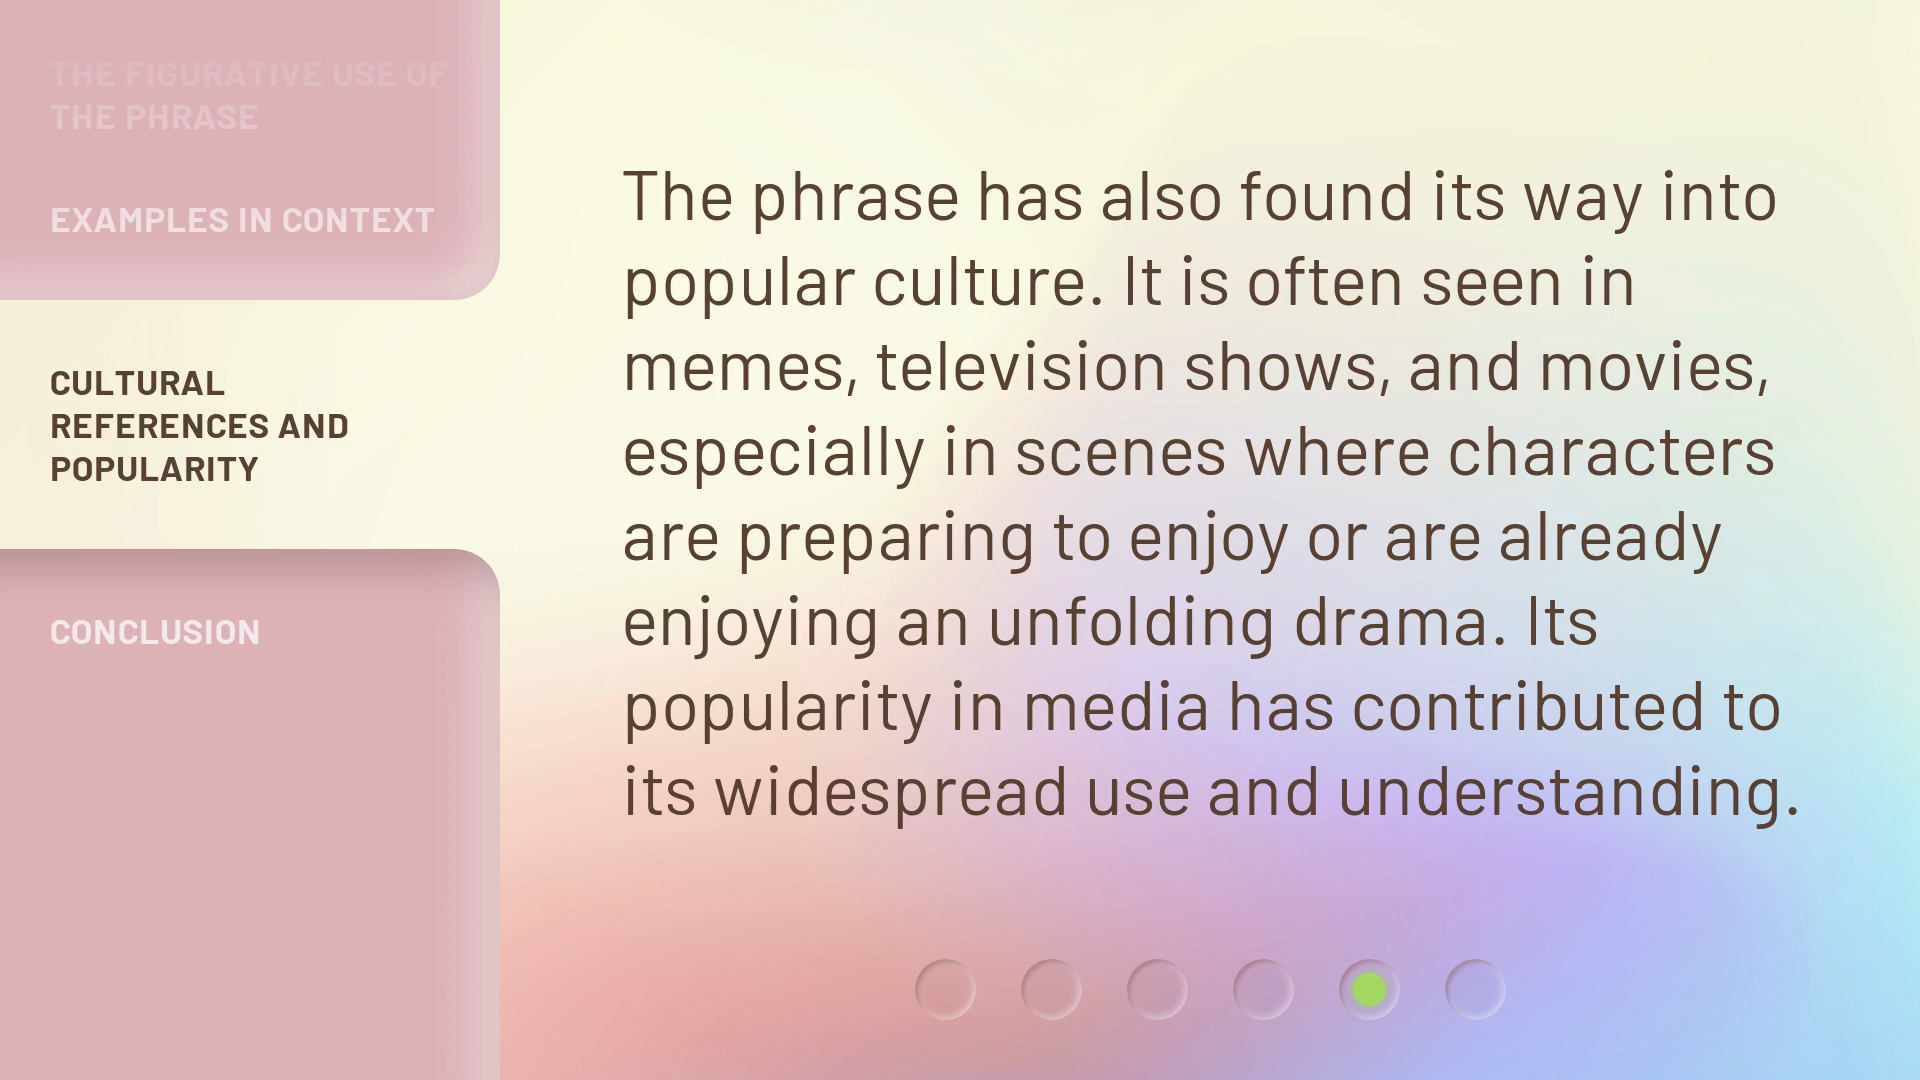 THE FIGURATIVE USE OF
THE PHRASE
EXAMPLES IN CONTEXT
CULTURAL
REFERENCES AND
POPULARITY
CONCLUSION
The phrase has also found its way into
popular culture. It is often seen in
memes, television shows, and movies,
especially in scenes where characters
are preparing to enjoy or are already
enjoying an unfolding drama. Its
popularity in media has contributed to
its widespread use and understanding.